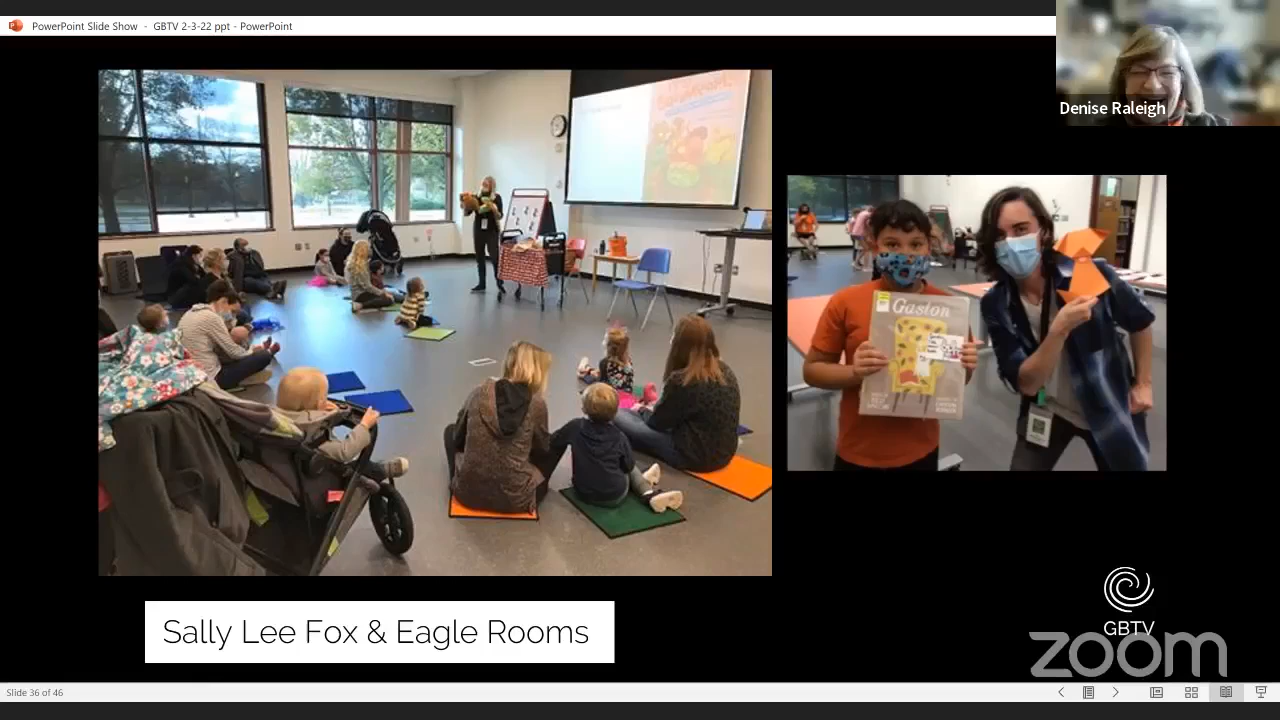 PowerPoint Slide Show - GBTV 2-3-22 ppt - PowerPoint
Denise Raleigh
Gaston
Sally Lee Fox & Eagle Rooms
GBTV
zoom
Slide 36 of 46